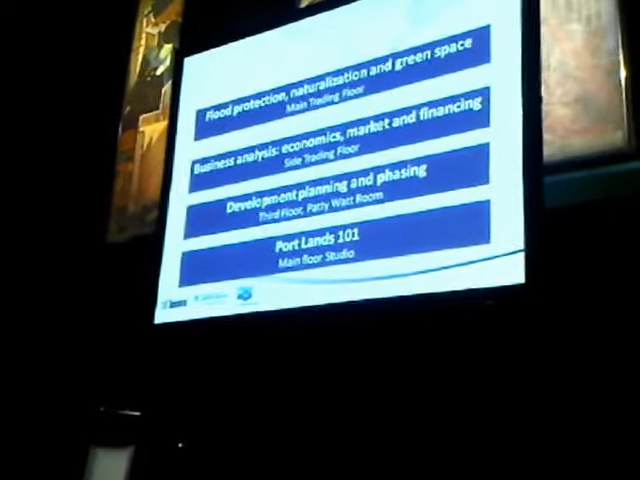 Flood protection, naturalization and green space
Main Trading Floor
Business analysis: economics, market and financing
Side Trading Floor
Development planning and phasing
Third Floor, Patty Watt Room
Port Lands 101
Main floor Studio
Toronto